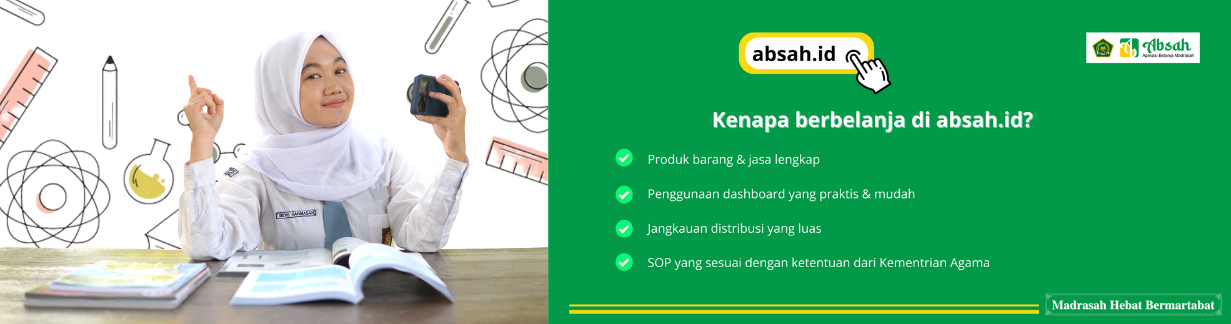 absah.id
Absah
Aplikasi Belanja Madrasah
Kenapa berbelanja di absah.id?
Produk barang & jasa lengkap
Penggunaan dashboard yang praktis & mudah
Jangkauan distribusi yang luas
SOP yang sesuai dengan ketentuan dari Kementrian Agama
Madrasah Hebat Bermartabat